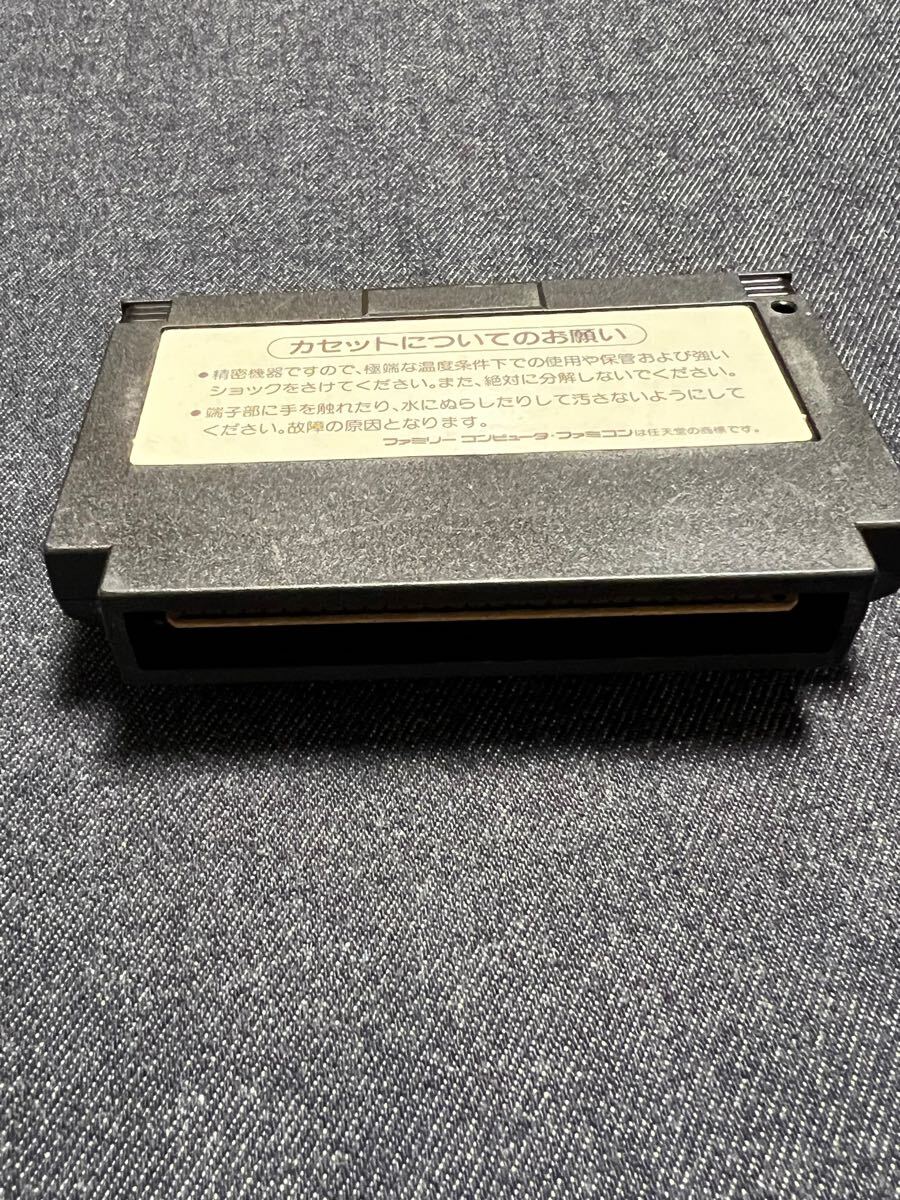 カセットについてのお願い
●精密機器ですので、極端な温度条件下での使用や保管および強い
ショックをさけてください。また、絶対に分解しないでください。
●端子部に手を触れたり、水にぬらしたりして汚さないようにして
ください。故障の原因となります。
ファミリーコンピュータ・ファミコンは任天堂の商標です。